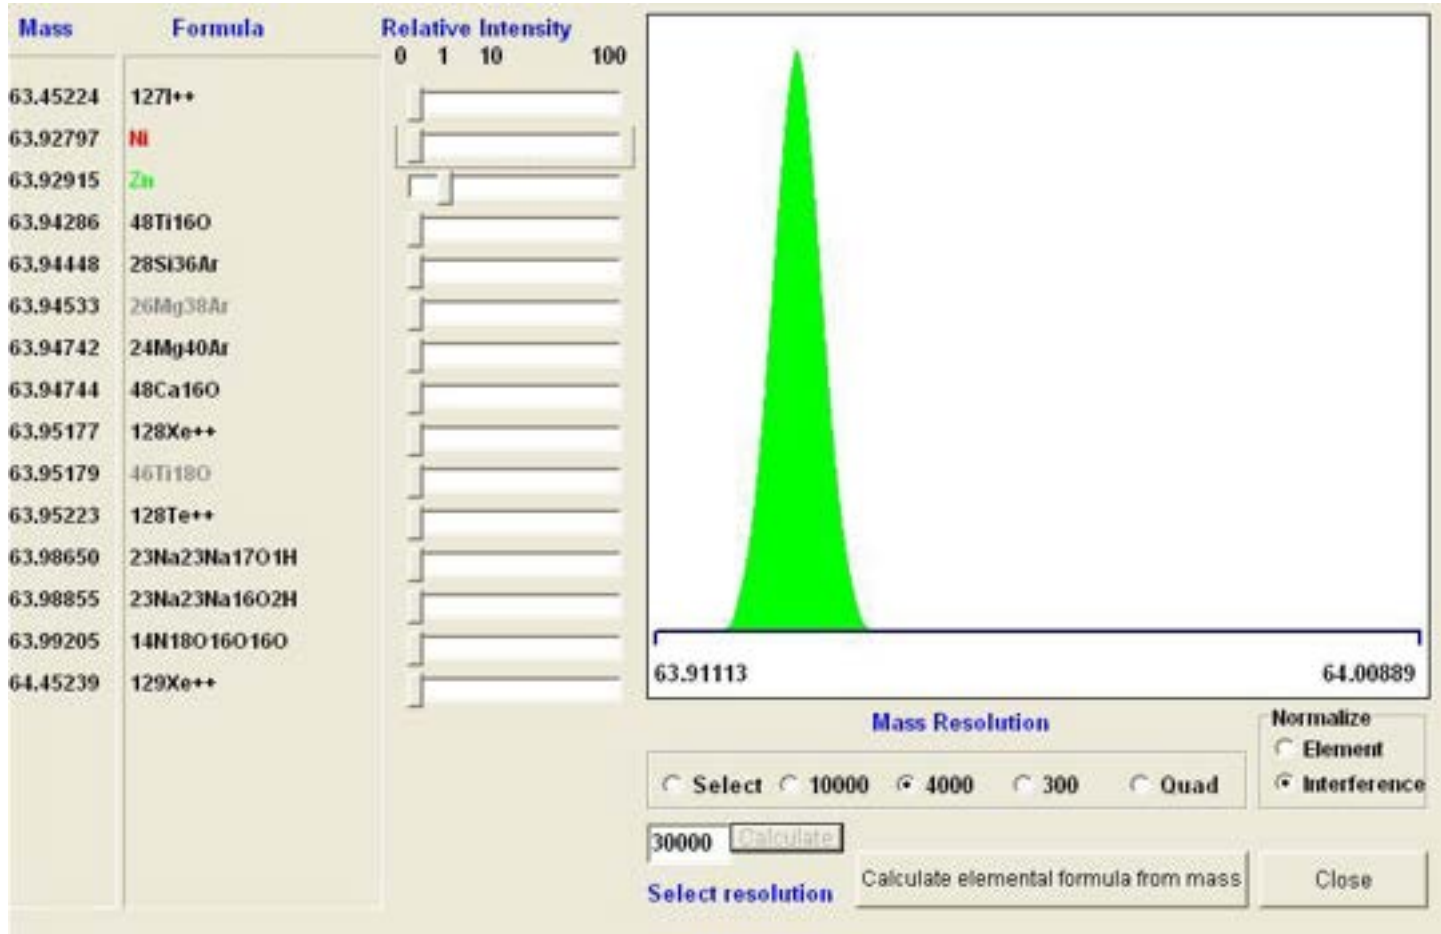 Mass Formula Relative Intensity
0 1 10 100
63.45224 127I++
63.92797 Ni
63.92915 Zn
63.94286 48Ti16O
63.94448 28Si36Ar
63.94533 26Mg38Ar
63.94742 24Mg40Ar
63.94744 48Ca16O
63.95177 128Xe++
63.95179 46Ti18O
63.95223 128Te++
63.98650 23Na23Na17O1H
63.98855 23Na23Na16O2H
63.99205 14N18O16O16O
64.45239 129Xe++
63.91113 64.00889
Mass Resolution
Select 10000 4000 300 Quad
Normalize
Element
Interference
30000 Calculate
Select resolution
Calculate elemental formula from mass
Close